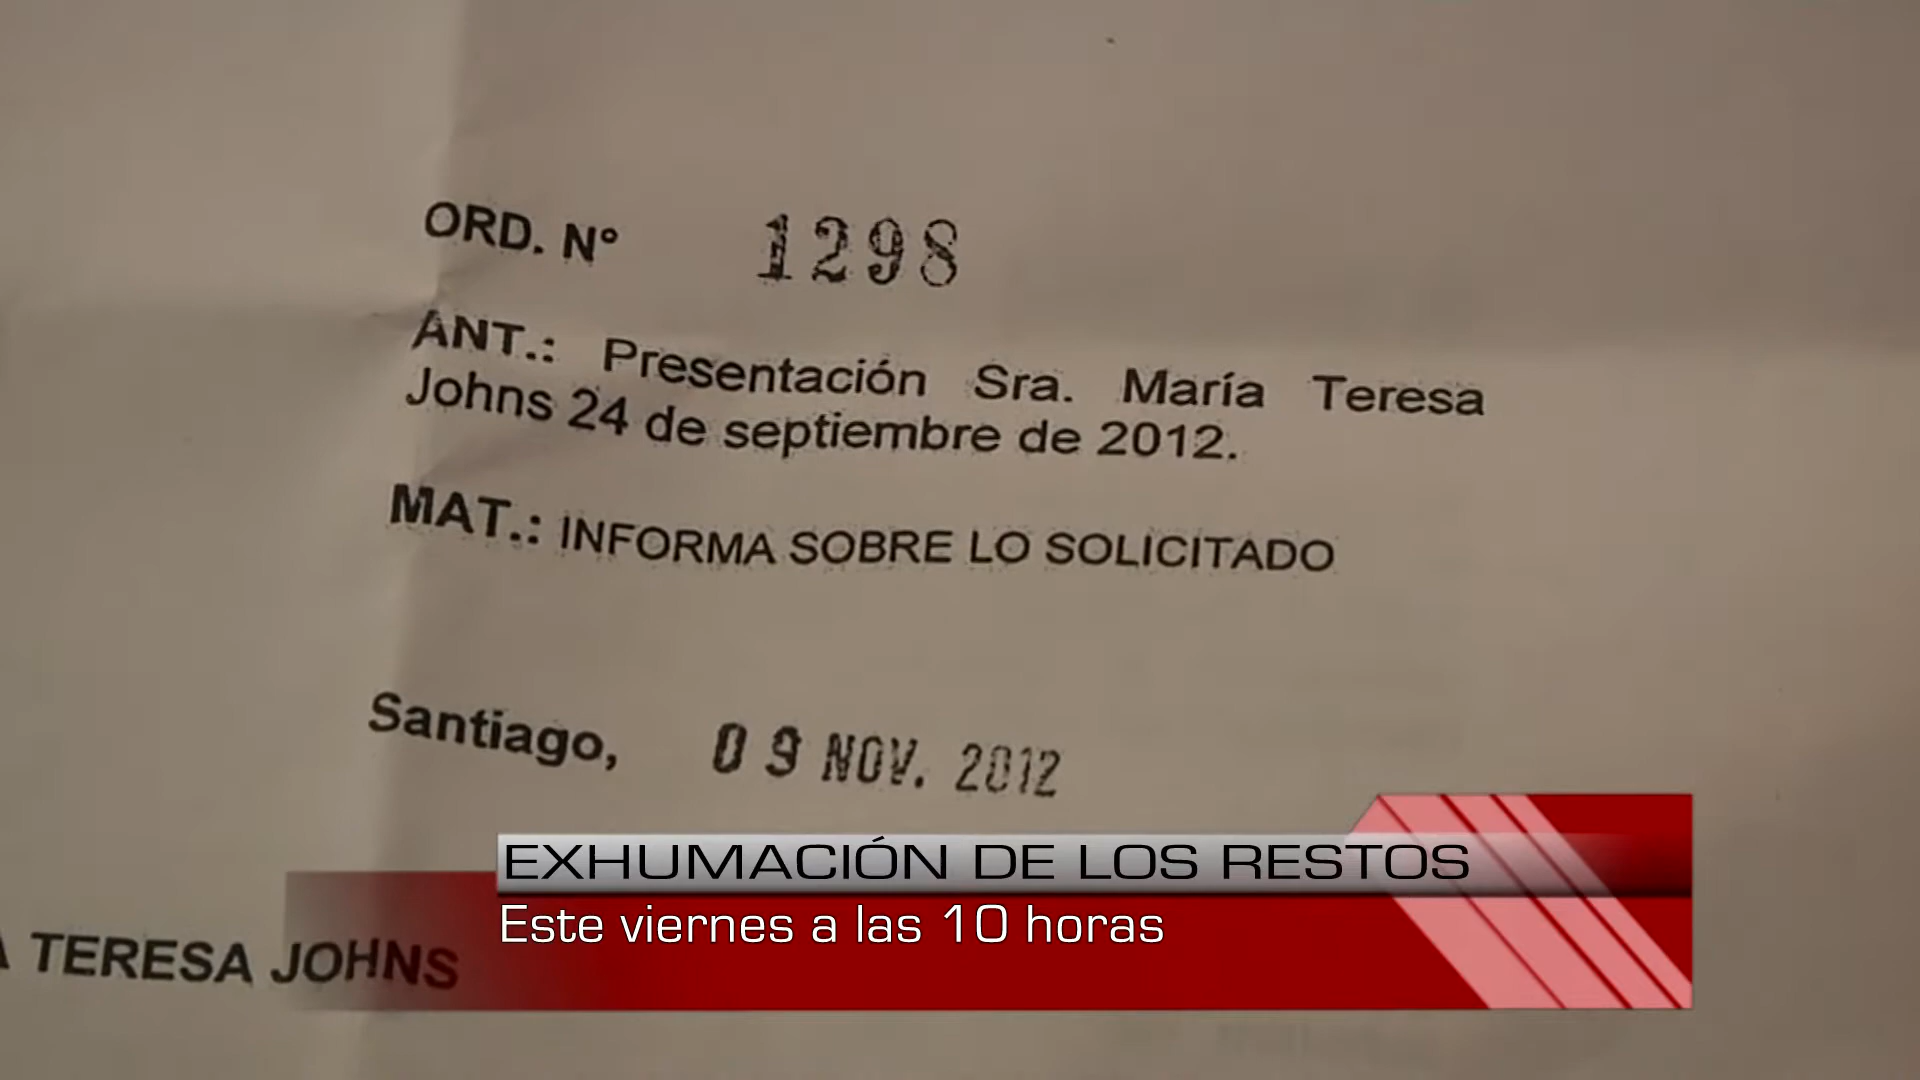 ORD. N° 1298
ANT.: Presentación Sra. María Teresa
Johns 24 de septiembre de 2012.
MAT.: INFORMA SOBRE LO SOLICITADO
Santiago, 09 NOV. 2012
EXHUMACIÓN DE LOS RESTOS
Este viernes a las 10 horas
A TERESA JOHNS